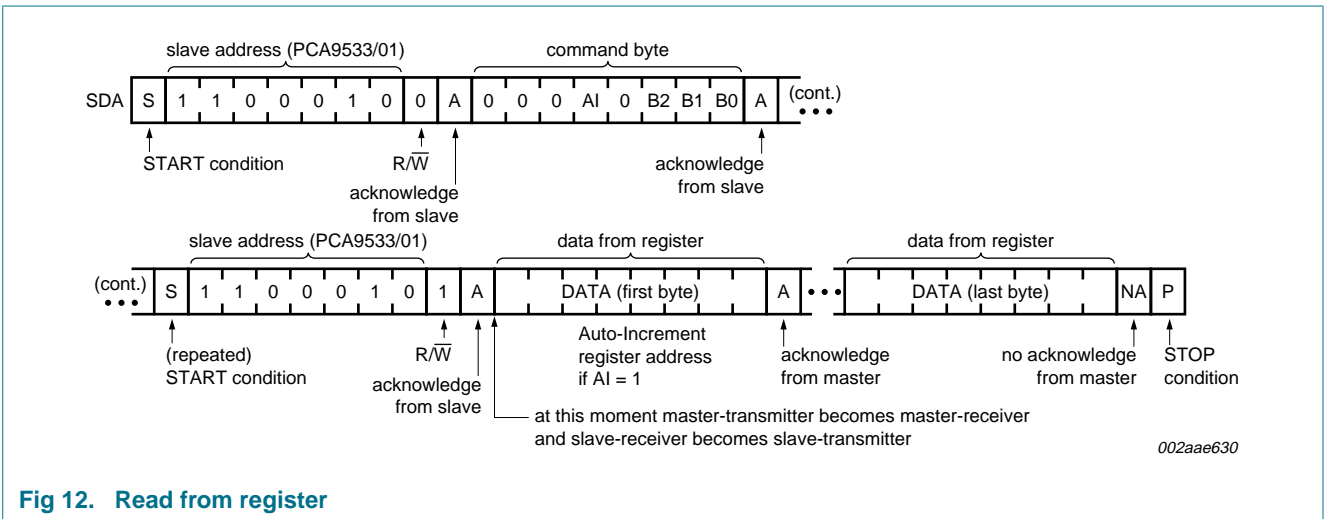 slave address (PCA9533/01) command byte
SDA S 1 1 0 0 0 1 0 0 A 0 0 0 AI 0 B2 B1 B0 A (cont.)
START condition R/W̅ acknowledge
acknowledge from slave
from slave
slave address (PCA9533/01) data from register data from register
(cont.) S 1 1 0 0 0 1 0 1 A DATA (first byte) A DATA (last byte) NA P
(repeated)
START condition
R/W̅
acknowledge
from slave
Auto-Increment
register address
if AI = 1
acknowledge
from master
no acknowledge
from master
STOP
condition
at this moment master-transmitter becomes master-receiver
and slave-receiver becomes slave-transmitter
002aae630
Fig 12. Read from register